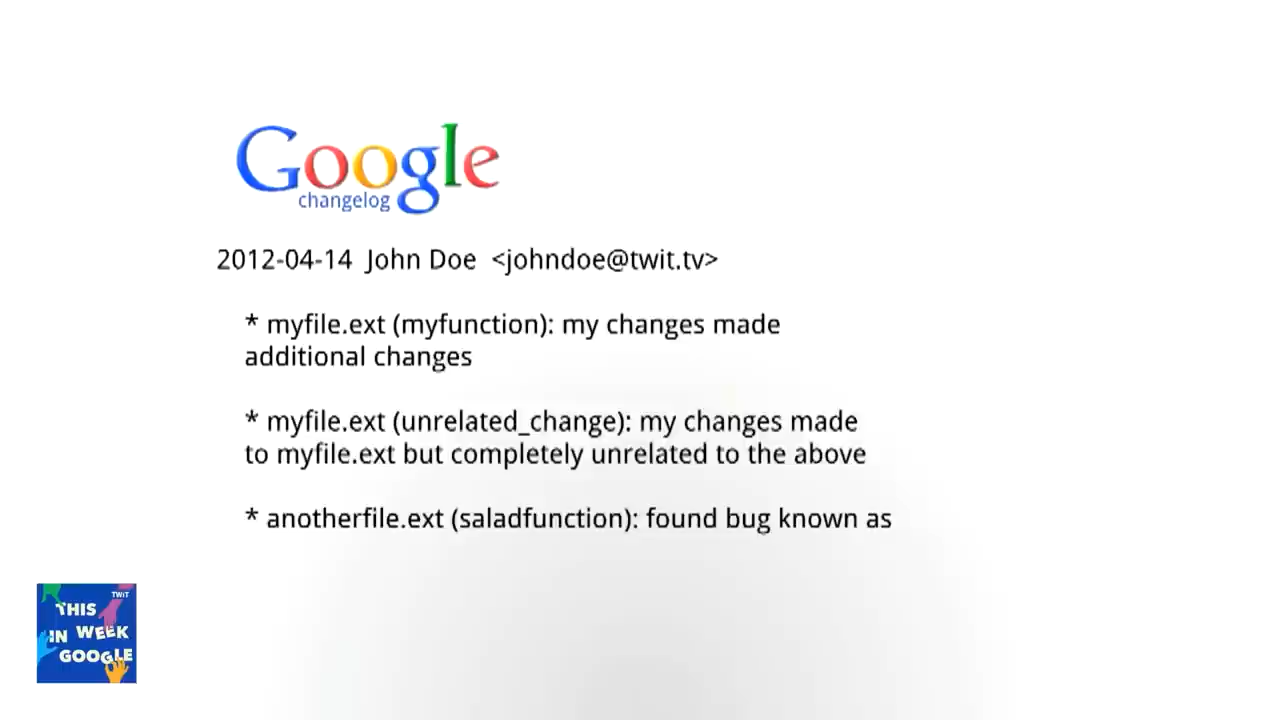 Google
changelog
2012-04-14 John Doe <johndoe@twit.tv>
* myfile.ext (myfunction): my changes made
additional changes
* myfile.ext (unrelated_change): my changes made
to myfile.ext but completely unrelated to the above
* anotherfile.ext (saladfunction): found bug known as
TWiT
THIS
IN WEEK
GOOGLE